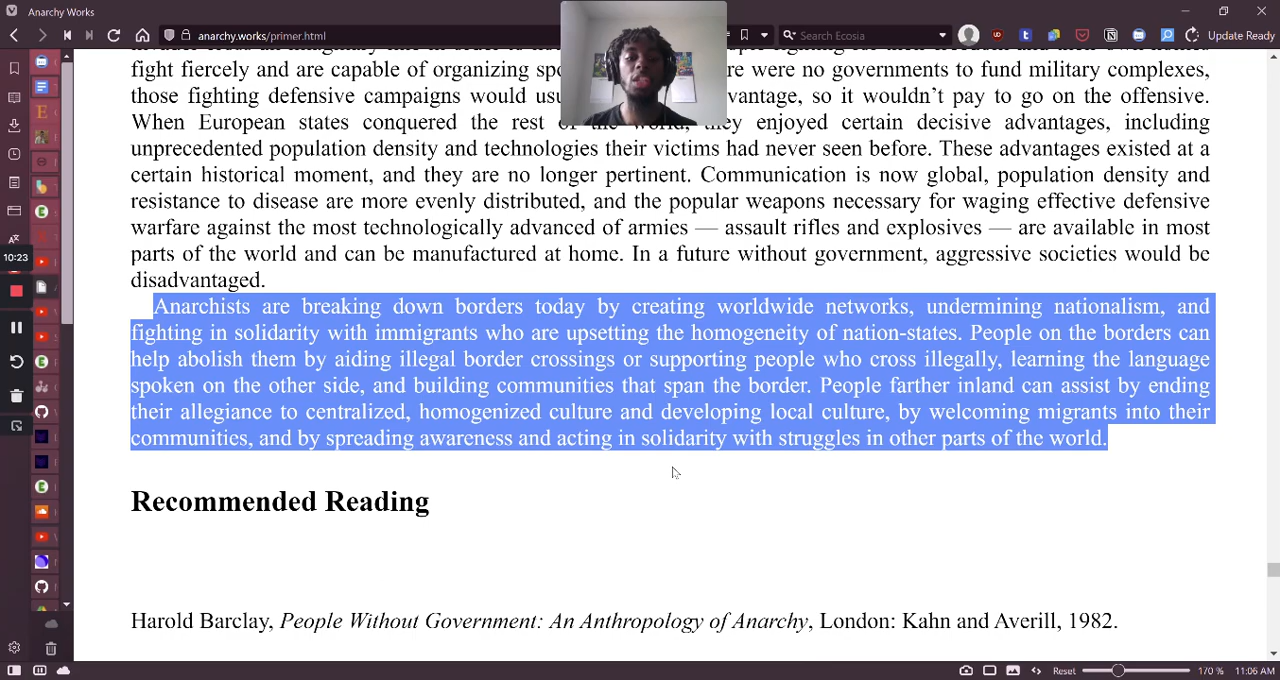 Anarchy Works
anarchy.works/primer.html
Search Ecosia
Update Ready
fight fiercely and are capable of organizing re were no governments to fund military complexes,
those fighting defensive campaigns would vantage, so it wouldn't pay to go on the offensive.
When European states conquered the rest of the world, they enjoyed certain decisive advantages, including
unprecedented population density and technologies their victims had never seen before. These advantages existed at a
certain historical moment, and they are no longer pertinent. Communication is now global, population density and
resistance to disease are more evenly distributed, and the popular weapons necessary for waging effective defensive
warfare against the most technologically advanced of armies — assault rifles and explosives — are available in most
parts of the world and can be manufactured at home. In a future without government, aggressive societies would be
disadvantaged.
Anarchists are breaking down borders today by creating worldwide networks, undermining nationalism, and
fighting in solidarity with immigrants who are upsetting the homogeneity of nation-states. People on the borders can
help abolish them by aiding illegal border crossings or supporting people who cross illegally, learning the language
spoken on the other side, and building communities that span the border. People farther inland can assist by ending
their allegiance to centralized, homogenized culture and developing local culture, by welcoming migrants into their
communities, and by spreading awareness and acting in solidarity with struggles in other parts of the world.
Recommended Reading
Harold Barclay, People Without Government: An Anthropology of Anarchy, London: Kahn and Averill, 1982.
10:23
Reset
170 %
11:06 AM